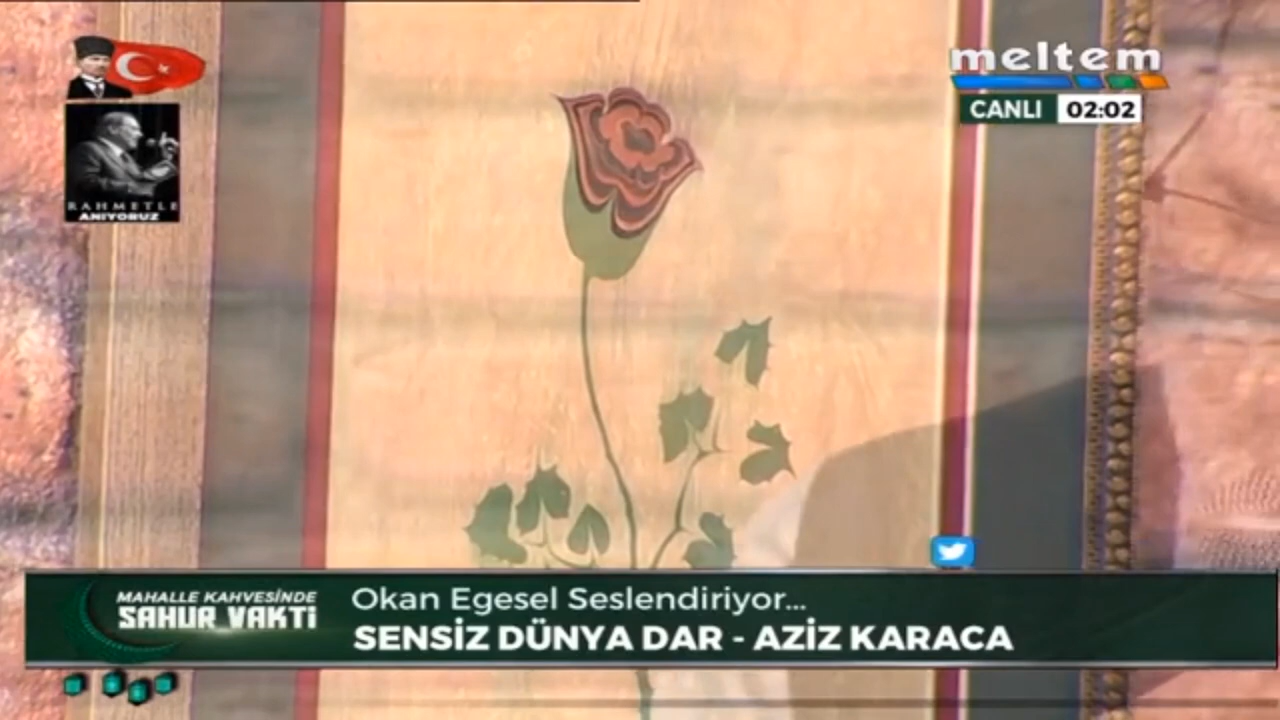 meltem
CANLI 02:02
RAHMETLE
ANIYORUZ
MAHALLE KAHVESİNDE
SAHUR VAKTİ
Okan Egesel Seslendiriyor...
SENSİZ DÜNYA DAR - AZİZ KARACA